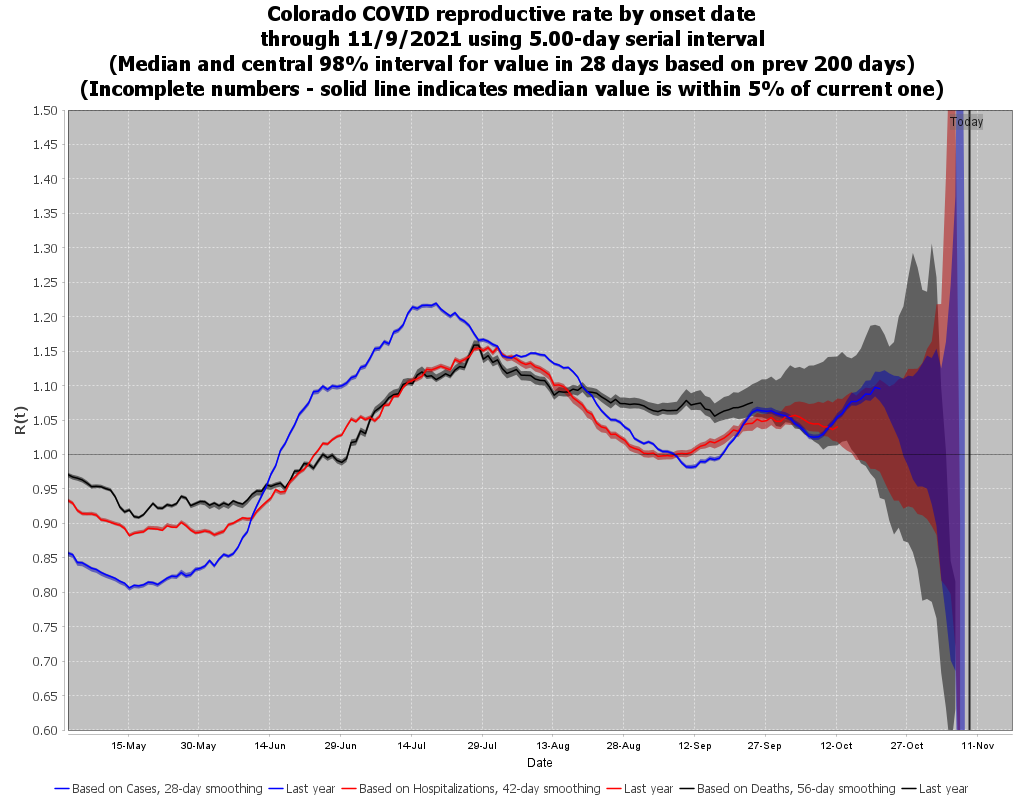 Colorado COVID reproductive rate by onset date
through 11/9/2021 using 5.00-day serial interval
(Median and central 98% interval for value in 28 days based on prev 200 days)
(Incomplete numbers - solid line indicates median value is within 5% of current one)
Today
1.50
1.45
1.40
1.35
1.30
1.25
1.20
1.15
1.10
1.05
1.00
0.95
0.90
0.85
0.80
0.75
0.70
0.65
0.60
R(t)
15-May 30-May 14-Jun 29-Jun 14-Jul 29-Jul 13-Aug 28-Aug 12-Sep 27-Sep 12-Oct 27-Oct 11-Nov
Date
Based on Cases, 28-day smoothing Last year Based on Hospitalizations, 42-day smoothing Last year Based on Deaths, 56-day smoothing Last year